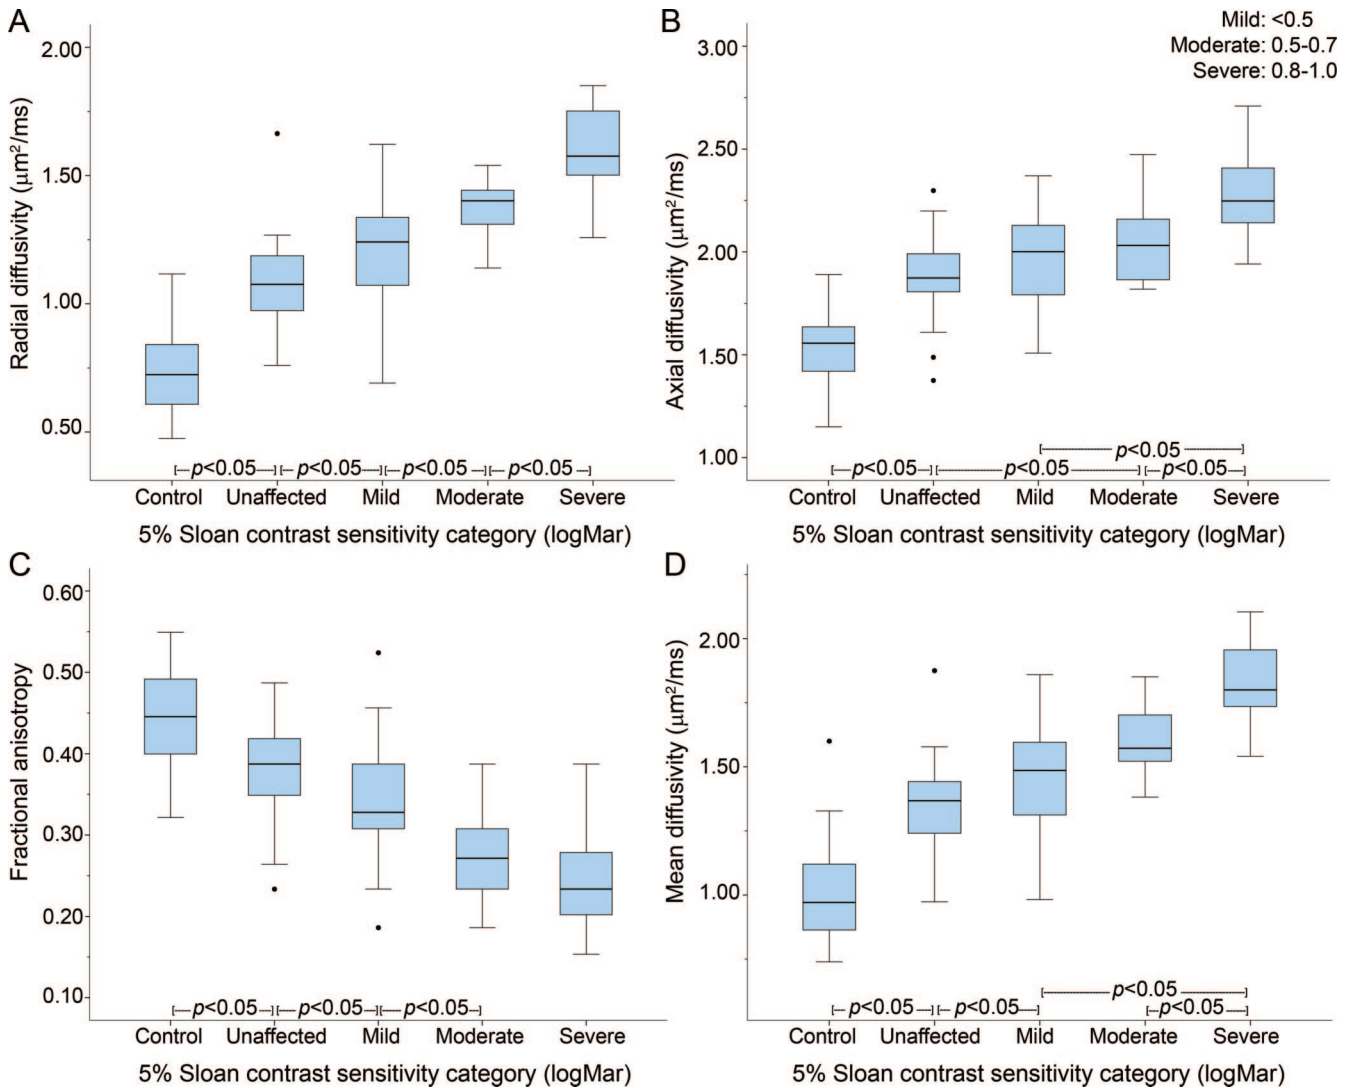 A
2.00
1.50
1.00
0.50
Radial diffusivity (μm²/ms)
p<0.05 p<0.05 p<0.05 p<0.05
Control Unaffected Mild Moderate Severe
5% Sloan contrast sensitivity category (logMar)
B
Mild: <0.5
Moderate: 0.5-0.7
Severe: 0.8-1.0
3.00
2.50
2.00
1.50
1.00
Axial diffusivity (μm²/ms)
p<0.05
p<0.05 p<0.05 p<0.05
Control Unaffected Mild Moderate Severe
5% Sloan contrast sensitivity category (logMar)
C
0.60
0.50
0.40
0.30
0.20
0.10
Fractional anisotropy
p<0.05 p<0.05 p<0.05
Control Unaffected Mild Moderate Severe
5% Sloan contrast sensitivity category (logMar)
D
2.00
1.50
1.00
Mean diffusivity (μm²/ms)
p<0.05
p<0.05 p<0.05 p<0.05
Control Unaffected Mild Moderate Severe
5% Sloan contrast sensitivity category (logMar)